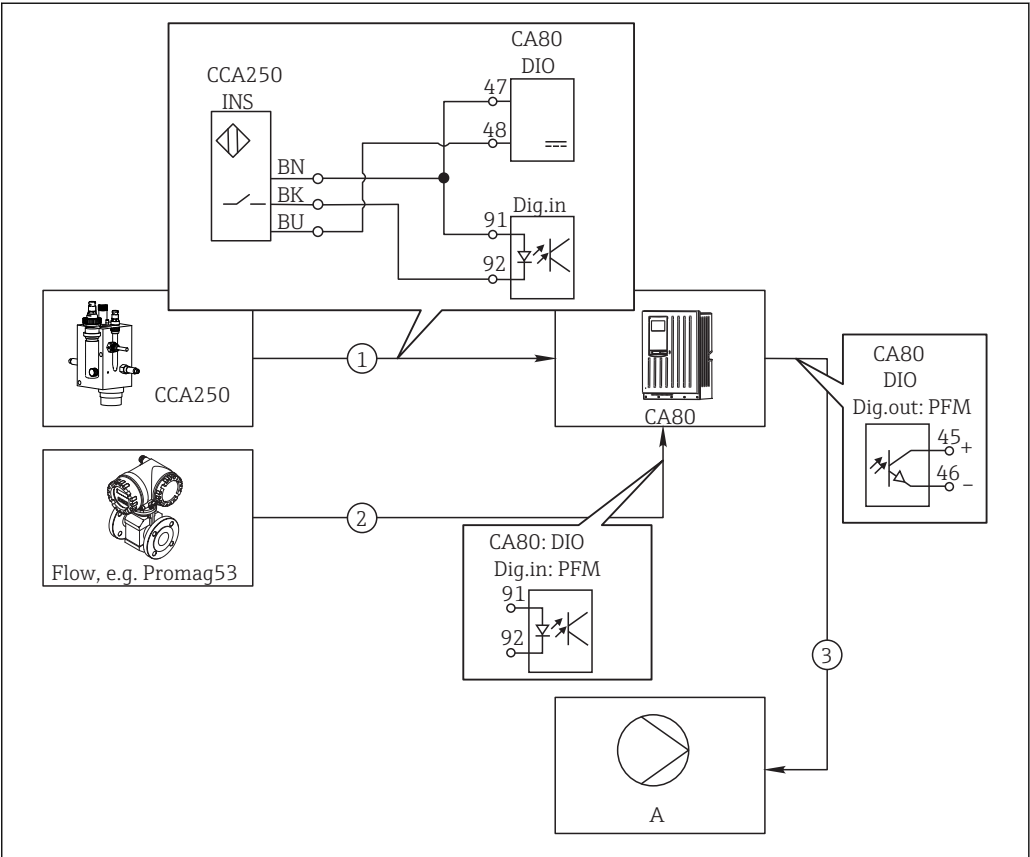 CA80
DIO
CCA250
INS
47
48
BN
BK
BU
Dig.in
91
92
CCA250
1
CA80
CA80
DIO
Dig.out: PFM
45 +
46 –
Flow, e.g. Promag53
2
CA80: DIO
Dig.in: PFM
91
92
3
A